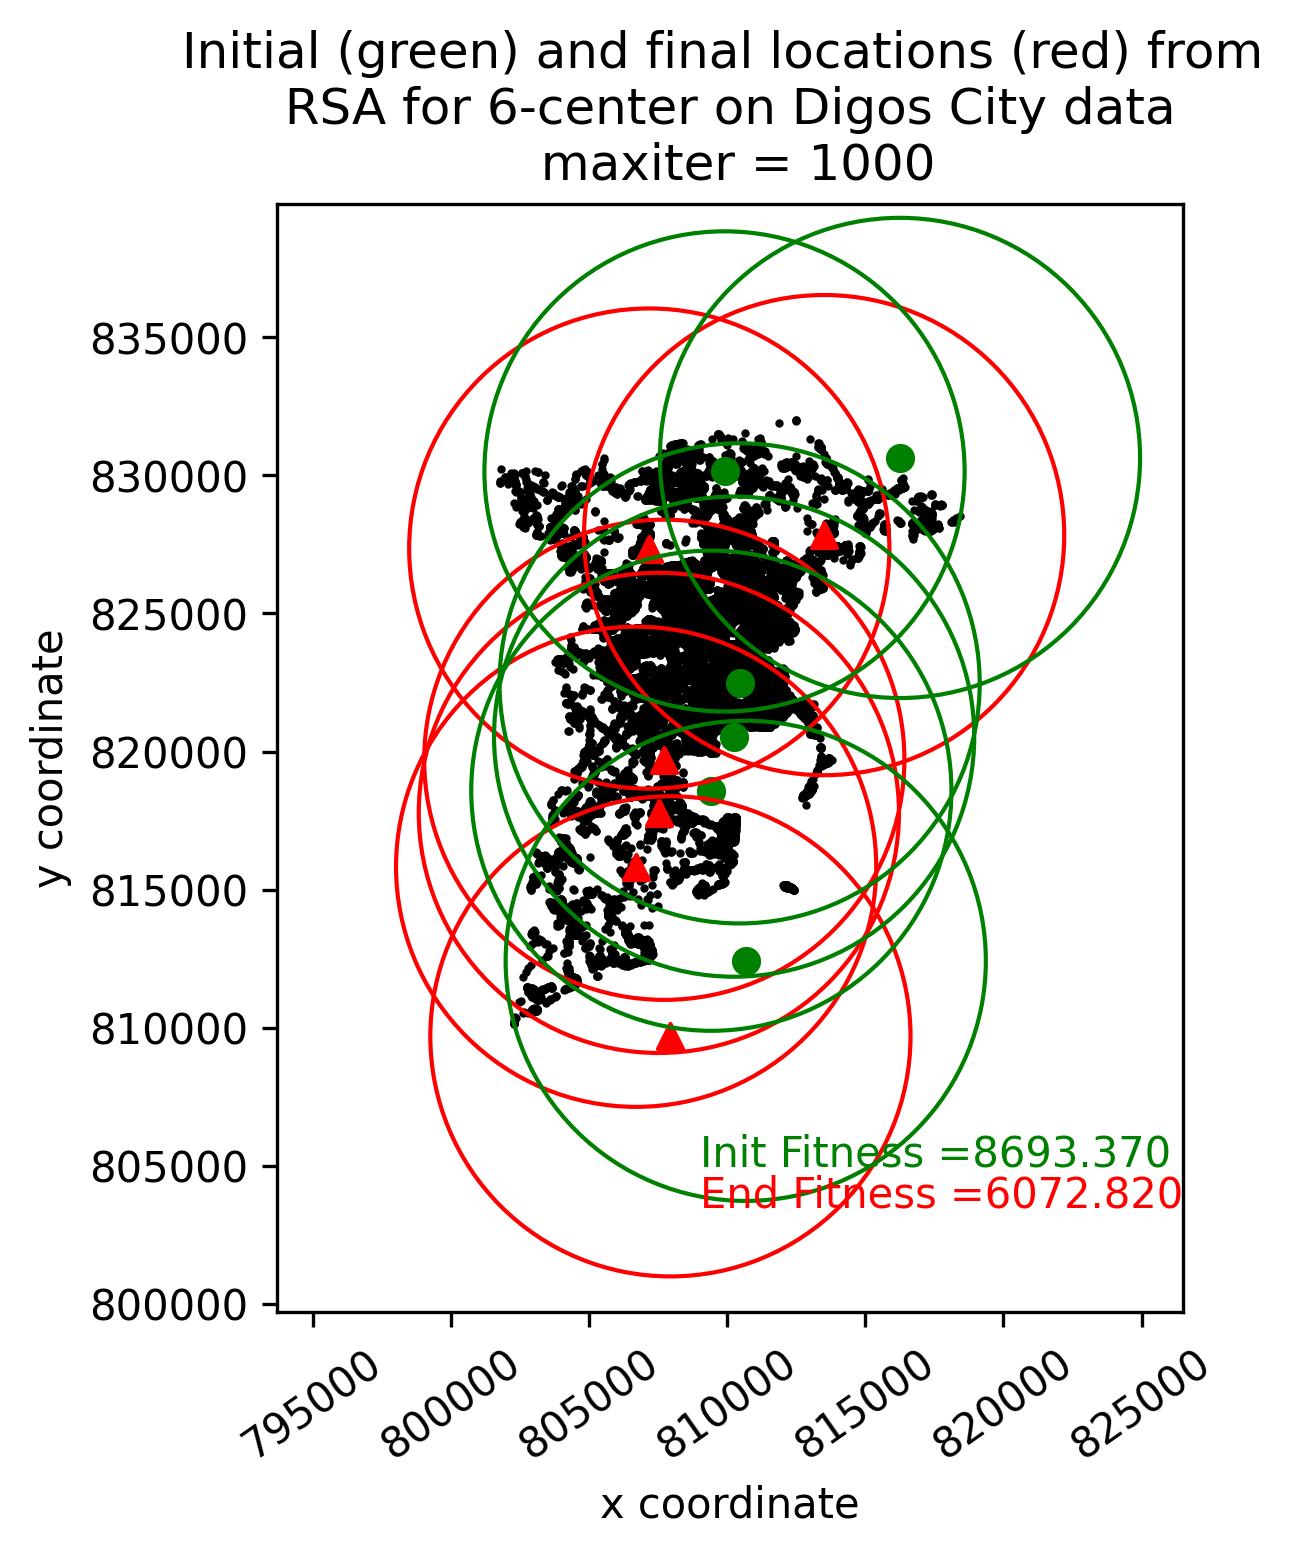 Initial (green) and final locations (red) from
RSA for 6-center on Digos City data
maxiter = 1000
835000
830000
825000
820000
815000
810000
805000
800000
y coordinate
Init Fitness =8693.370
End Fitness =6072.820
795000
800000
805000
810000
815000
820000
825000
x coordinate